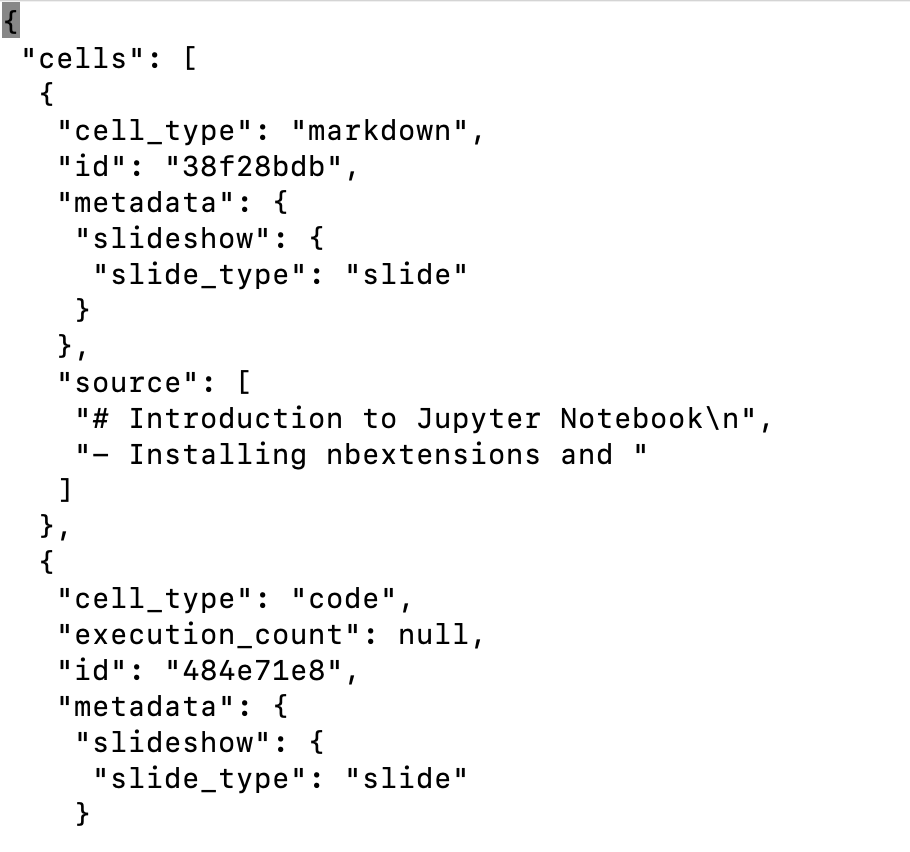 {
 "cells": [
  {
   "cell_type": "markdown",
   "id": "38f28bdb",
   "metadata": {
    "slideshow": {
     "slide_type": "slide"
    }
   },
   "source": [
    "# Introduction to Jupyter Notebook\n",
    "- Installing nbextensions and "
   ]
  },
  {
   "cell_type": "code",
   "execution_count": null,
   "id": "484e71e8",
   "metadata": {
    "slideshow": {
     "slide_type": "slide"
    }